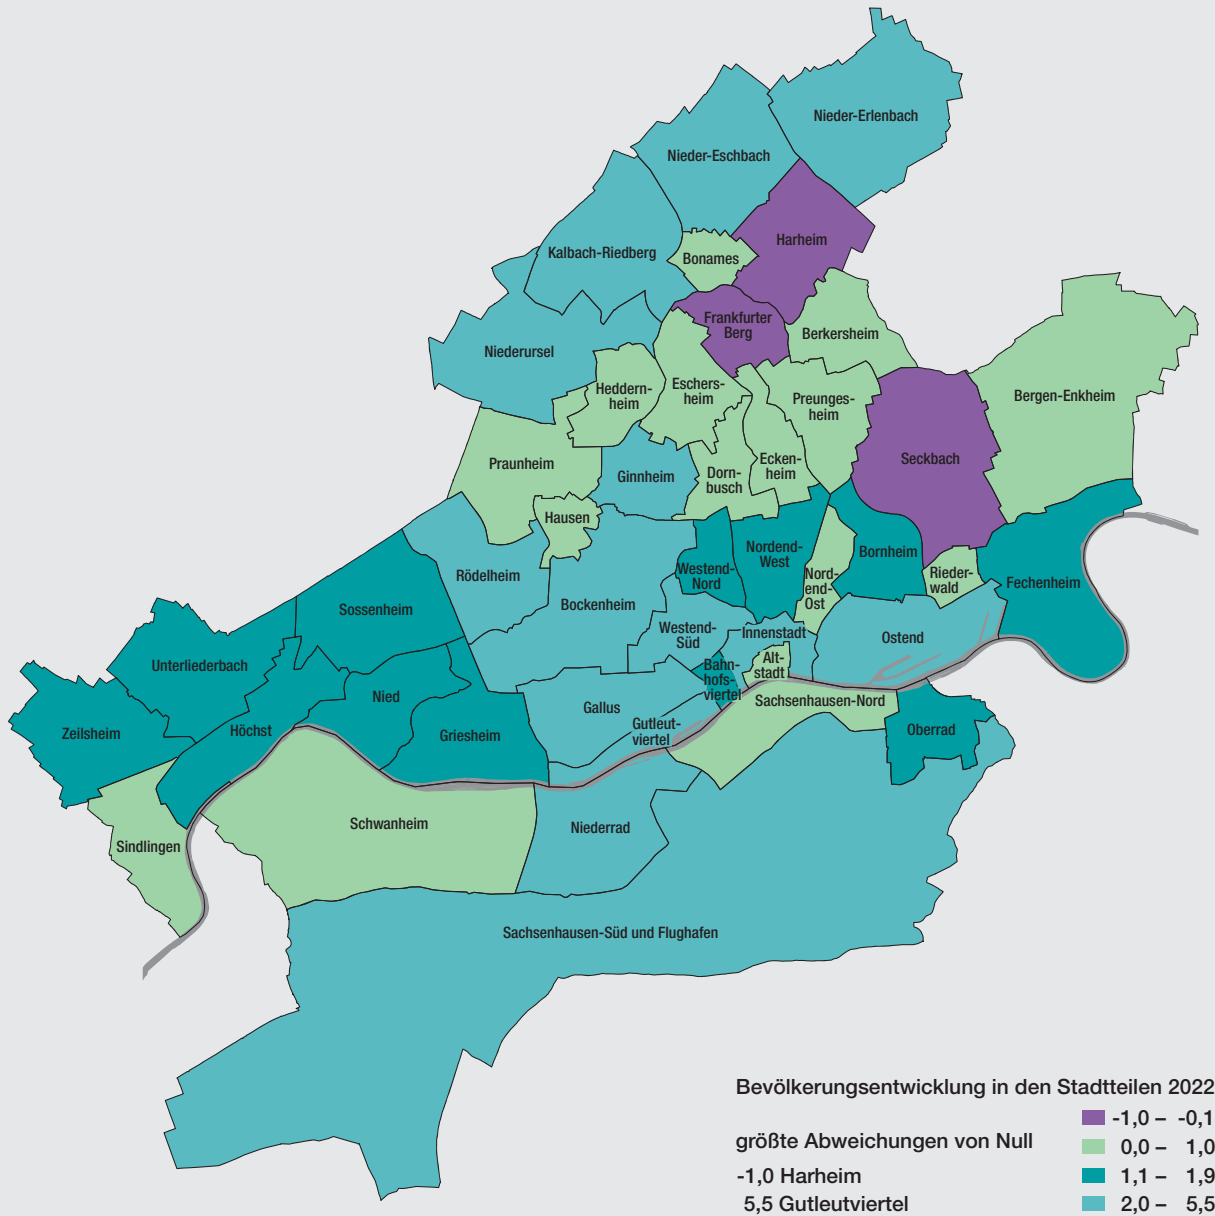 Nieder-Erlenbach
Nieder-Eschbach
Harheim
Kalbach-Riedberg
Bonames
Frankfurter
Berg
Berkersheim
Niederursel
Heddern-
heim
Eschers-
heim
Preunges-
heim
Bergen-Enkheim
Seckbach
Praunheim
Ginnheim
Dorn-
busch
Ecken-
heim
Hausen
Rödelheim
Westend-
Nord
Nordend-
West
Nord-
end-
Ost
Bornheim
Rieder-
wald
Fechenheim
Sossenheim
Bockenheim
Westend-
Süd
Innenstadt
Ostend
Unterliederbach
Bahn-
hofs-
viertel
Alt-
stadt
Zeilsheim
Höchst
Nied
Griesheim
Gallus
Gutleut-
viertel
Sachsenhausen-Nord
Oberrad
Sindlingen
Schwanheim
Niederrad
Sachsenhausen-Süd und Flughafen
Bevölkerungsentwicklung in den Stadtteilen 2022
größte Abweichungen von Null
-1,0 Harheim
5,5 Gutleutviertel
-1,0 – -0,1
0,0 – 1,0
1,1 – 1,9
2,0 – 5,5